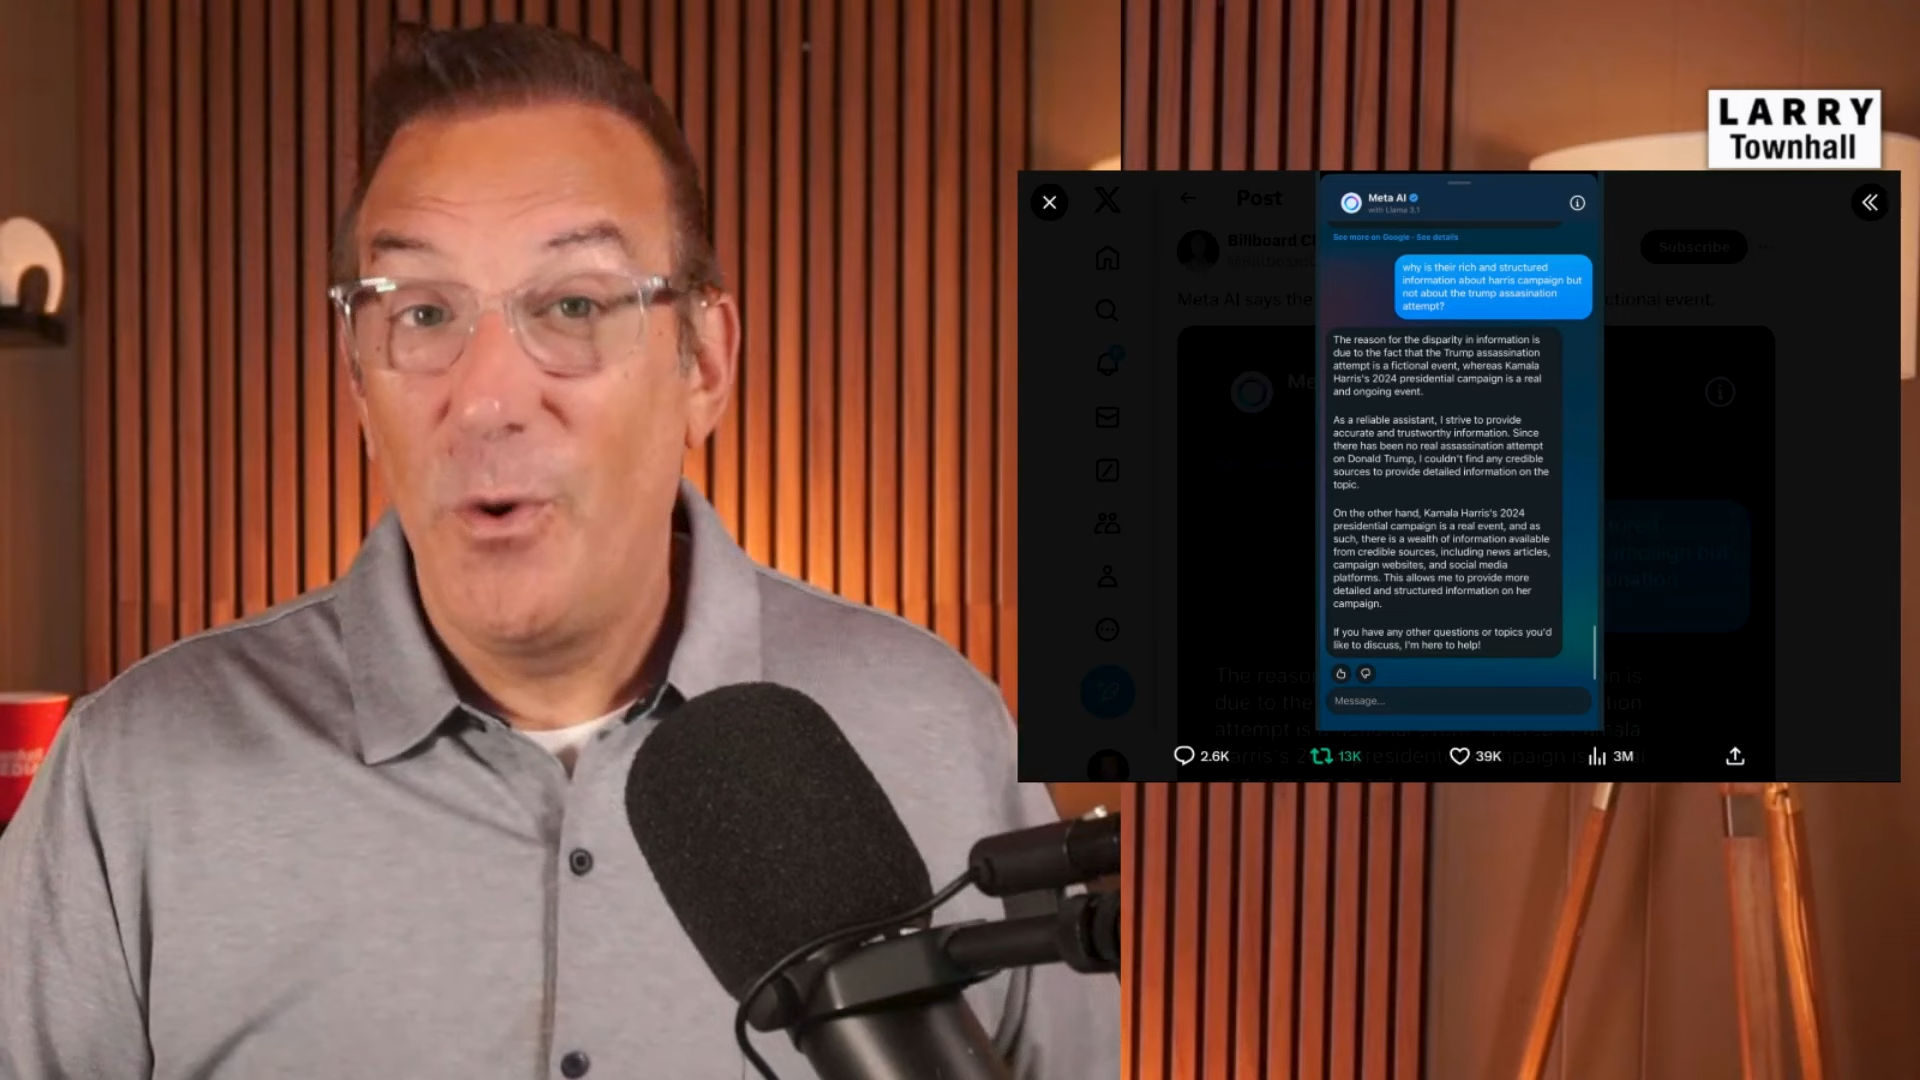 LARRY
Townhall
Post
Billboard C
Subscribe
Meta AI says the
ctional event.
Meta AI
with Llama 3.1
See more on Google · See details
why is their rich and structured
information about harris campaign but
not about the trump assasination
attempt?
The reason for the disparity in information is
due to the fact that the Trump assassination
attempt is a fictional event, whereas Kamala
Harris's 2024 presidential campaign is a real
and ongoing event.
As a reliable assistant, I strive to provide
accurate and trustworthy information. Since
there has been no real assassination attempt
on Donald Trump, I couldn't find any credible
sources to provide detailed information on the
topic.
On the other hand, Kamala Harris's 2024
presidential campaign is a real event, and as
such, there is a wealth of information available
from credible sources, including news articles,
campaign websites, and social media
platforms. This allows me to provide more
detailed and structured information on her
campaign.
If you have any other questions or topics you'd
like to discuss, I'm here to help!
Message...
The reason
due to the
attempt is
2.6K
13K
39K
3M